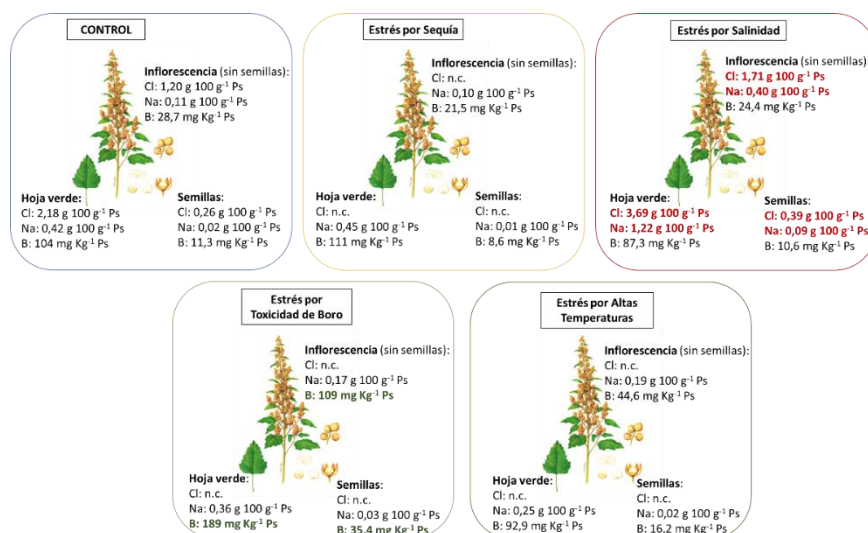 CONTROL
Inflorescencia (sin semillas):
Cl: 1,20 g 100 g-1 Ps
Na: 0,11 g 100 g-1 Ps
B: 28,7 mg Kg-1 Ps
Hoja verde:
Cl: 2,18 g 100 g-1 Ps
Na: 0,42 g 100 g-1 Ps
B: 104 mg Kg-1 Ps
Semillas:
Cl: 0,26 g 100 g-1 Ps
Na: 0,02 g 100 g-1 Ps
B: 11,3 mg Kg-1 Ps
Estrés por Sequía
Inflorescencia (sin semillas):
Cl: n.c.
Na: 0,10 g 100 g-1 Ps
B: 21,5 mg Kg-1 Ps
Hoja verde:
Cl: n.c.
Na: 0,45 g 100 g-1 Ps
B: 111 mg Kg-1 Ps
Semillas:
Cl: n.c.
Na: 0,01 g 100 g-1 Ps
B: 8,6 mg Kg-1 Ps
Estrés por Salinidad
Inflorescencia (sin semillas):
Cl: 1,71 g 100 g-1 Ps
Na: 0,40 g 100 g-1 Ps
B: 24,4 mg Kg-1 Ps
Hoja verde:
Cl: 3,69 g 100 g-1 Ps
Na: 1,22 g 100 g-1 Ps
B: 87,3 mg Kg-1 Ps
Semillas:
Cl: 0,39 g 100 g-1 Ps
Na: 0,09 g 100 g-1 Ps
B: 10,6 mg Kg-1 Ps
Estrés por
Toxicidad de Boro
Inflorescencia (sin semillas):
Cl: n.c.
Na: 0,17 g 100 g-1 Ps
B: 109 mg Kg-1 Ps
Hoja verde:
Cl: n.c.
Na: 0,36 g 100 g-1 Ps
B: 189 mg Kg-1 Ps
Semillas:
Cl: n.c.
Na: 0,03 g 100 g-1 Ps
B: 35,4 mg Kg-1 Ps
Estrés por Altas
Temperaturas
Inflorescencia (sin semillas):
Cl: n.c.
Na: 0,19 g 100 g-1 Ps
B: 44,6 mg Kg-1 Ps
Hoja verde:
Cl: n.c.
Na: 0,25 g 100 g-1 Ps
B: 92,9 mg Kg-1 Ps
Semillas:
Cl: n.c.
Na: 0,02 g 100 g-1 Ps
B: 16,2 mg Kg-1 Ps